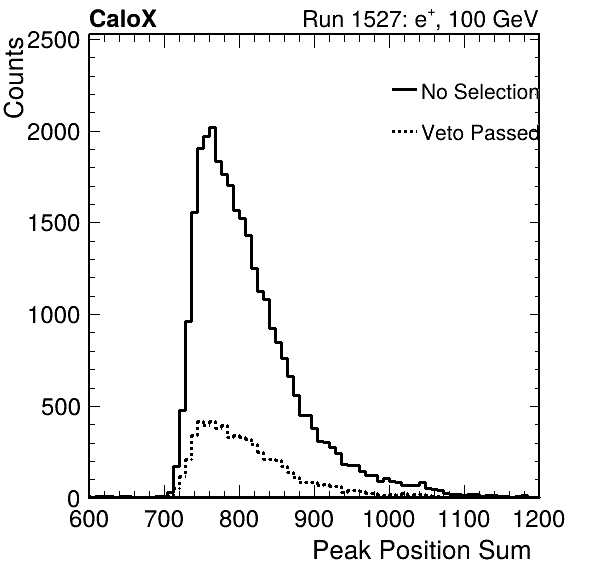 CaloX Run 1527: e⁺, 100 GeV
Counts
2500
2000
1500
1000
500
0
No Selection
Veto Passed
600 700 800 900 1000 1100 1200
Peak Position Sum